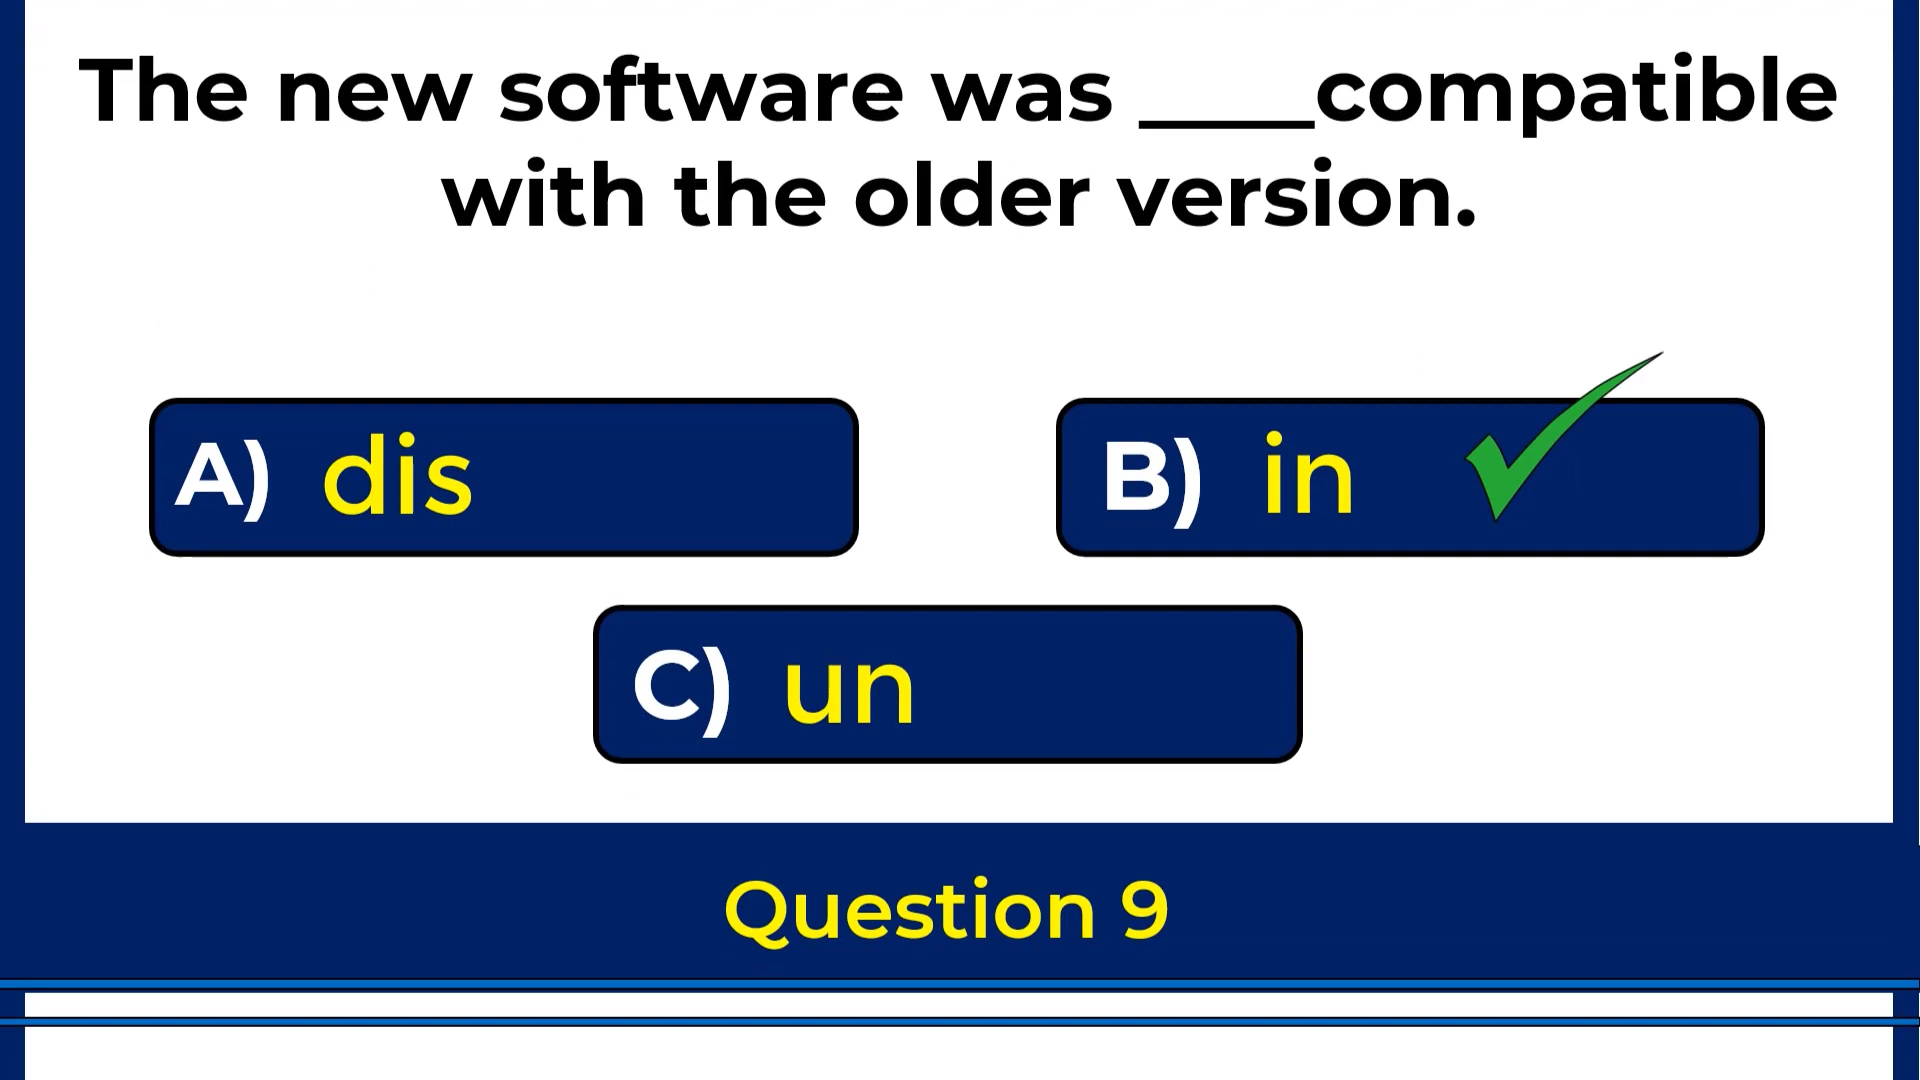 The new software was ____compatible
with the older version.
A) dis
B) in
C) un
Question 9